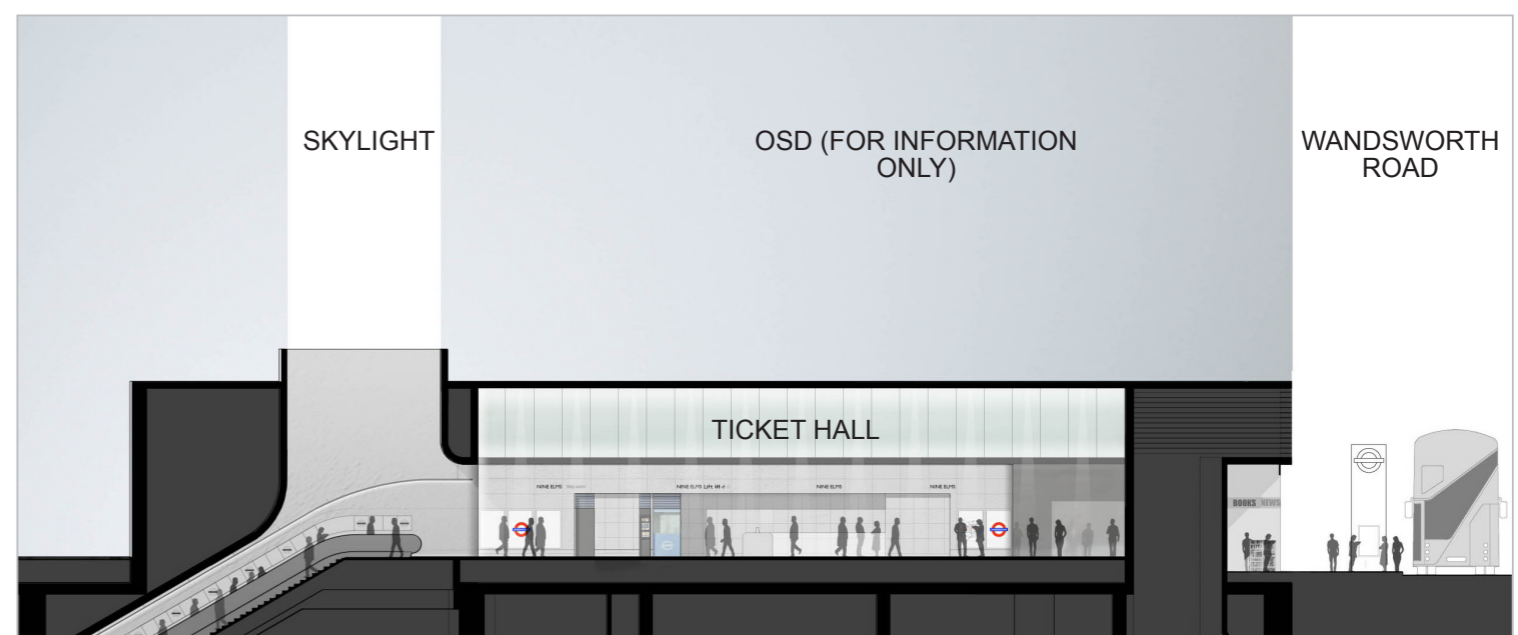 SKYLIGHT
OSD (FOR INFORMATION
ONLY)
WANDSWORTH
ROAD
TICKET HALL
NINE ELMS
NINE ELMS
NINE ELMS
NINE ELMS
BOOKS NEWS